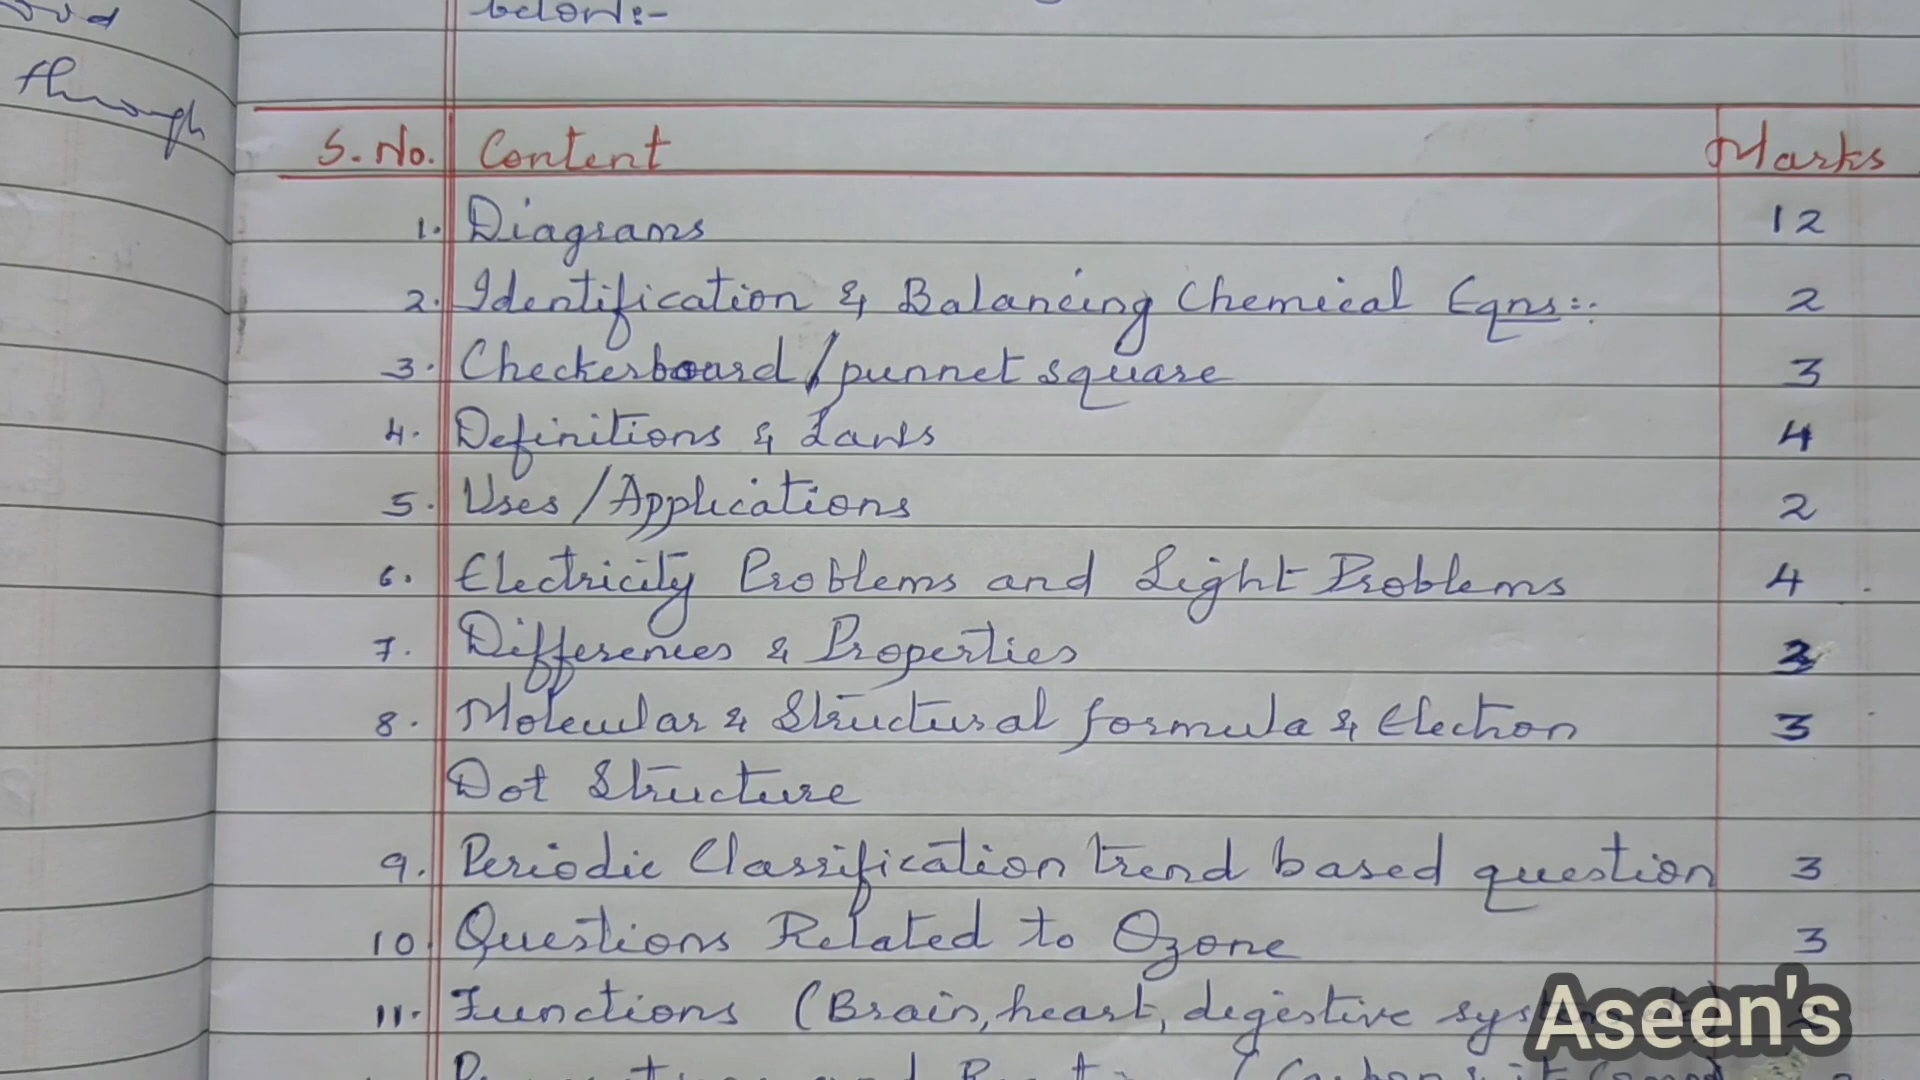 below:-
through
S. No. Content Marks
1. Diagrams 12
2. Identification & Balancing Chemical Eqns:. 2
3. Checkerboard/punnet square 3
4. Definitions & Laws 4
5. Uses/Applications 2
6. Electricity Problems and Light Problems 4
7. Differences & Properties
8. Molecular & Structural formula & Election 3
Dot Structure
9. Periodic Classification trend based question 3
10. Questions Related to Ozone 3
11. Functions (Brain, heart, digestive
Aseen's